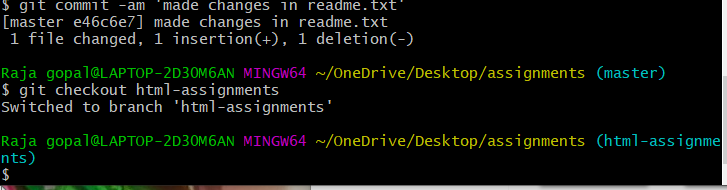 $ git commit -am 'made changes in readme.txt'
[master e46c6e7] made changes in readme.txt
 1 file changed, 1 insertion(+), 1 deletion(-)
Raja gopal@LAPTOP-2D3OM6AN MINGW64 ~/OneDrive/Desktop/assignments (master)
$ git checkout html-assignments
Switched to branch 'html-assignments'
Raja gopal@LAPTOP-2D3OM6AN MINGW64 ~/OneDrive/Desktop/assignments (html-assignme
nts)
$